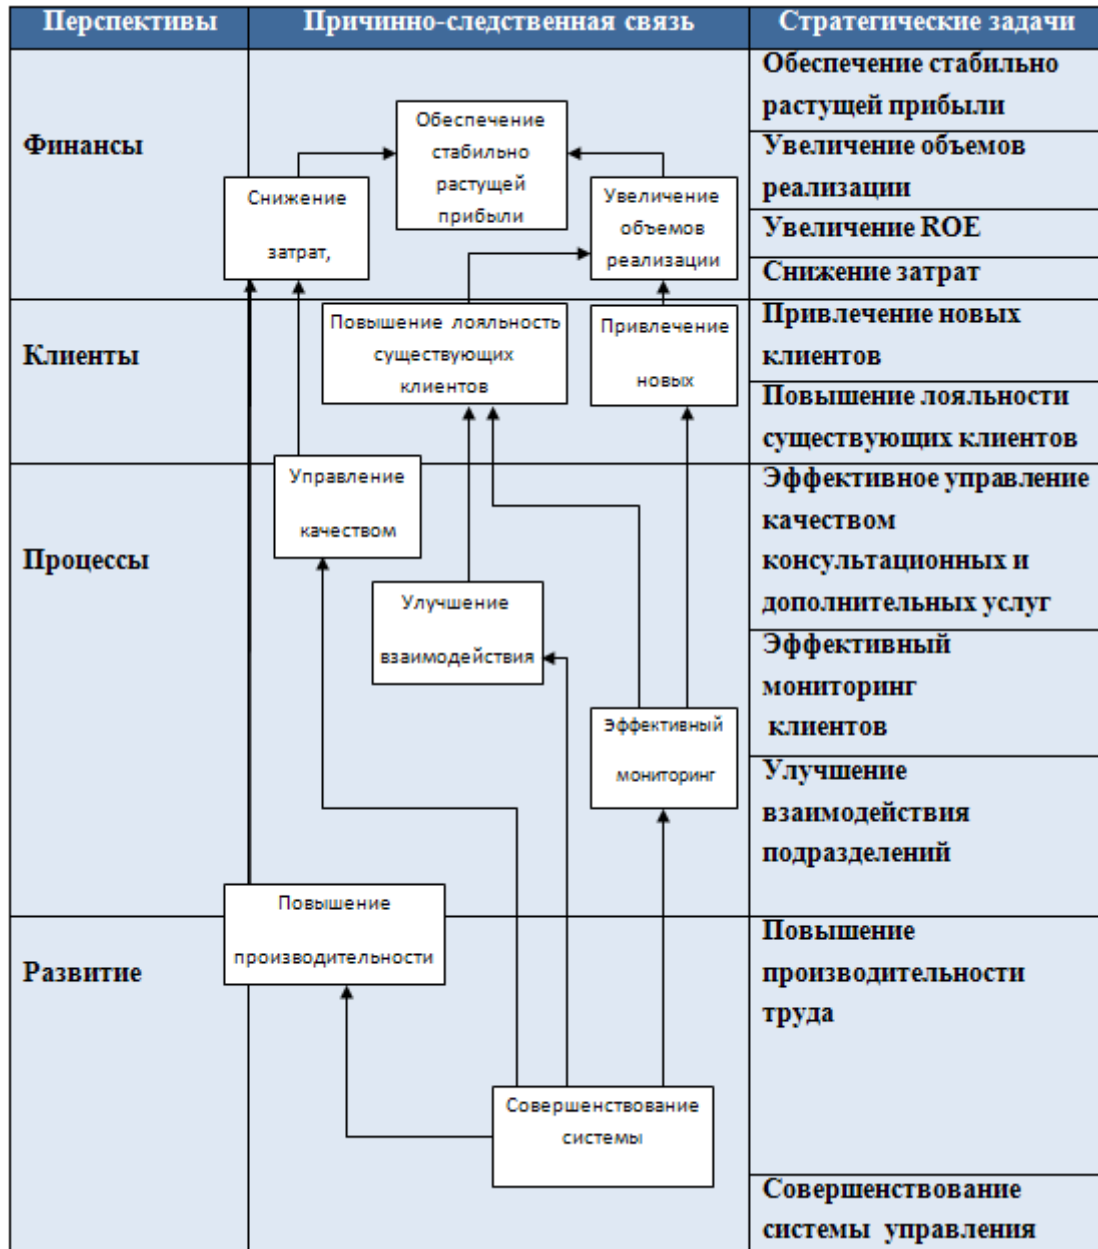 Перспективы
Причинно-следственная связь
Стратегические задачи
Финансы
Обеспечение
стабильно
растущей
прибыли
Снижение
затрат,
Увеличение
объемов
реализации
Обеспечение стабильно
растущей прибыли
Увеличение объемов
реализации
Увеличение ROE
Снижение затрат
Клиенты
Повышение лояльность
существующих
клиентов
Привлечение
новых
Привлечение новых
клиентов
Повышение лояльности
существующих клиентов
Процессы
Управление
качеством
Улучшение
взаимодействия
Эффективный
мониторинг
Эффективное управление
качеством
консультационных и
дополнительных услуг
Эффективный
мониторинг
клиентов
Улучшение
взаимодействия
подразделений
Развитие
Повышение
производительности
Совершенствование
системы
Повышение
производительности
труда
Совершенствование
системы управления